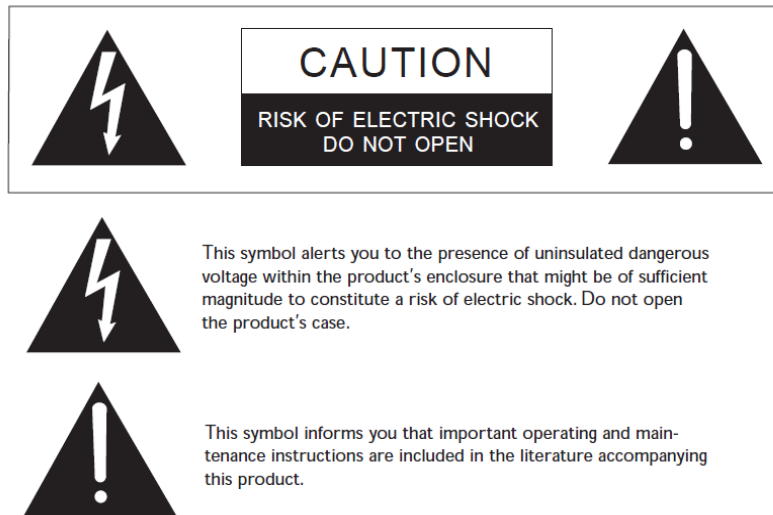 CAUTION
RISK OF ELECTRIC SHOCK
DO NOT OPEN
This symbol alerts you to the presence of uninsulated dangerous
voltage within the product's enclosure that might be of sufficient
magnitude to constitute a risk of electric shock. Do not open
the product's case.
This symbol informs you that important operating and main-
tenance instructions are included in the literature accompanying
this product.